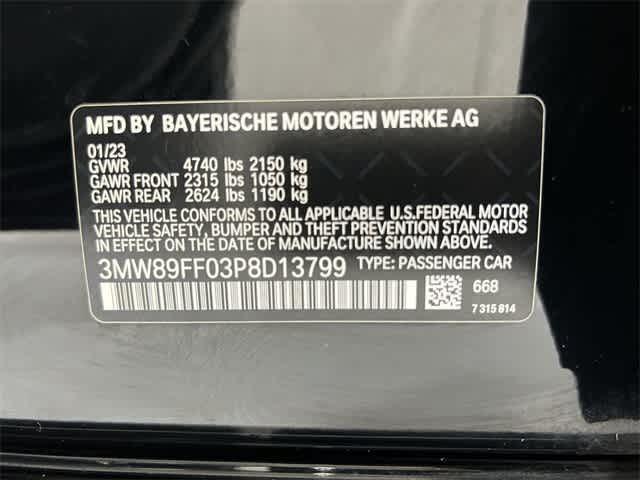 MFD BY BAYERISCHE MOTOREN WERKE AG
01/23
GVWR 4740 lbs 2150 kg
GAWR FRONT 2315 lbs 1050 kg
GAWR REAR 2624 lbs 1190 kg
THIS VEHICLE CONFORMS TO ALL APPLICABLE U.S.FEDERAL MOTOR
VEHICLE SAFETY, BUMPER AND THEFT PREVENTION STANDARDS
IN EFFECT ON THE DATE OF MANUFACTURE SHOWN ABOVE.
3MW89FF03P8D13799 TYPE: PASSENGER CAR
668
7 315 814